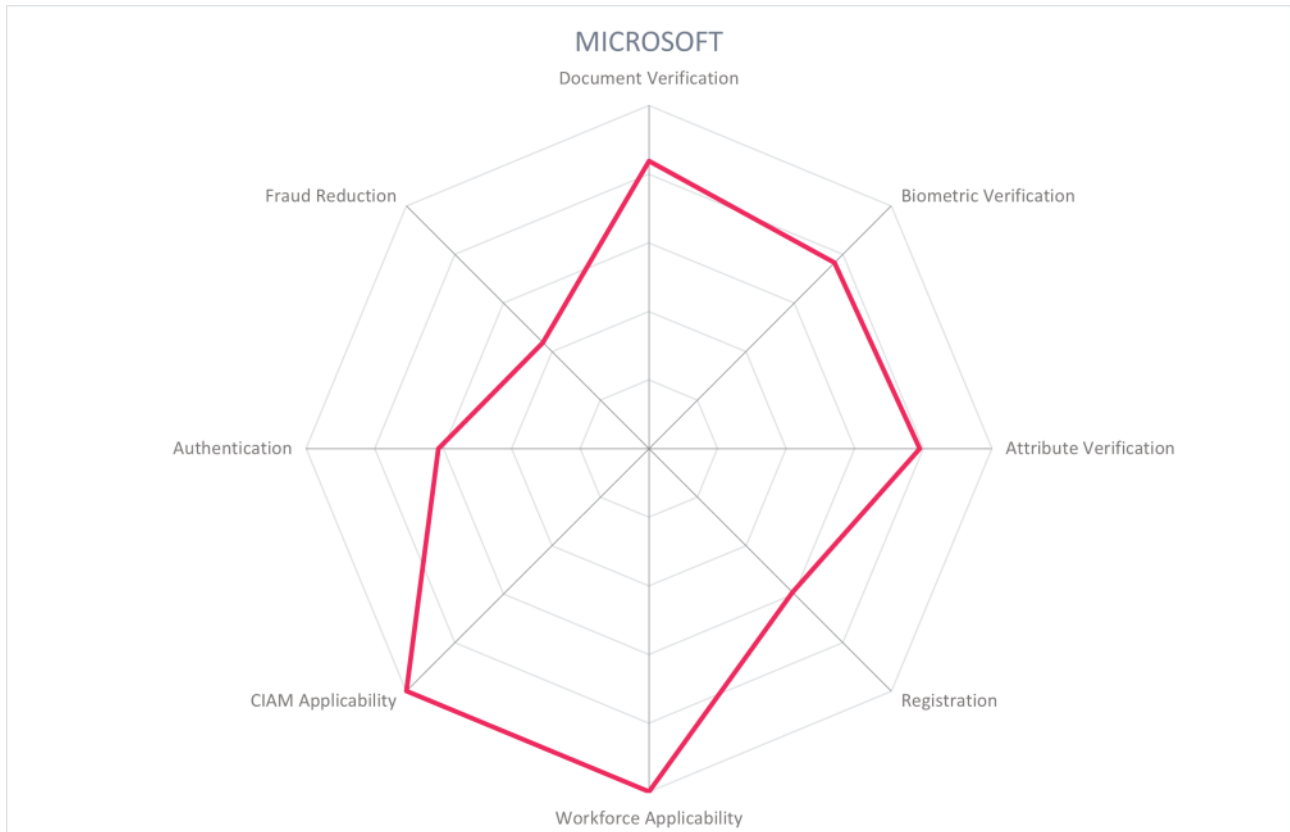 MICROSOFT
Document Verification
Fraud Reduction
Biometric Verification
Authentication
Attribute Verification
CIAM Applicability
Registration
Workforce Applicability